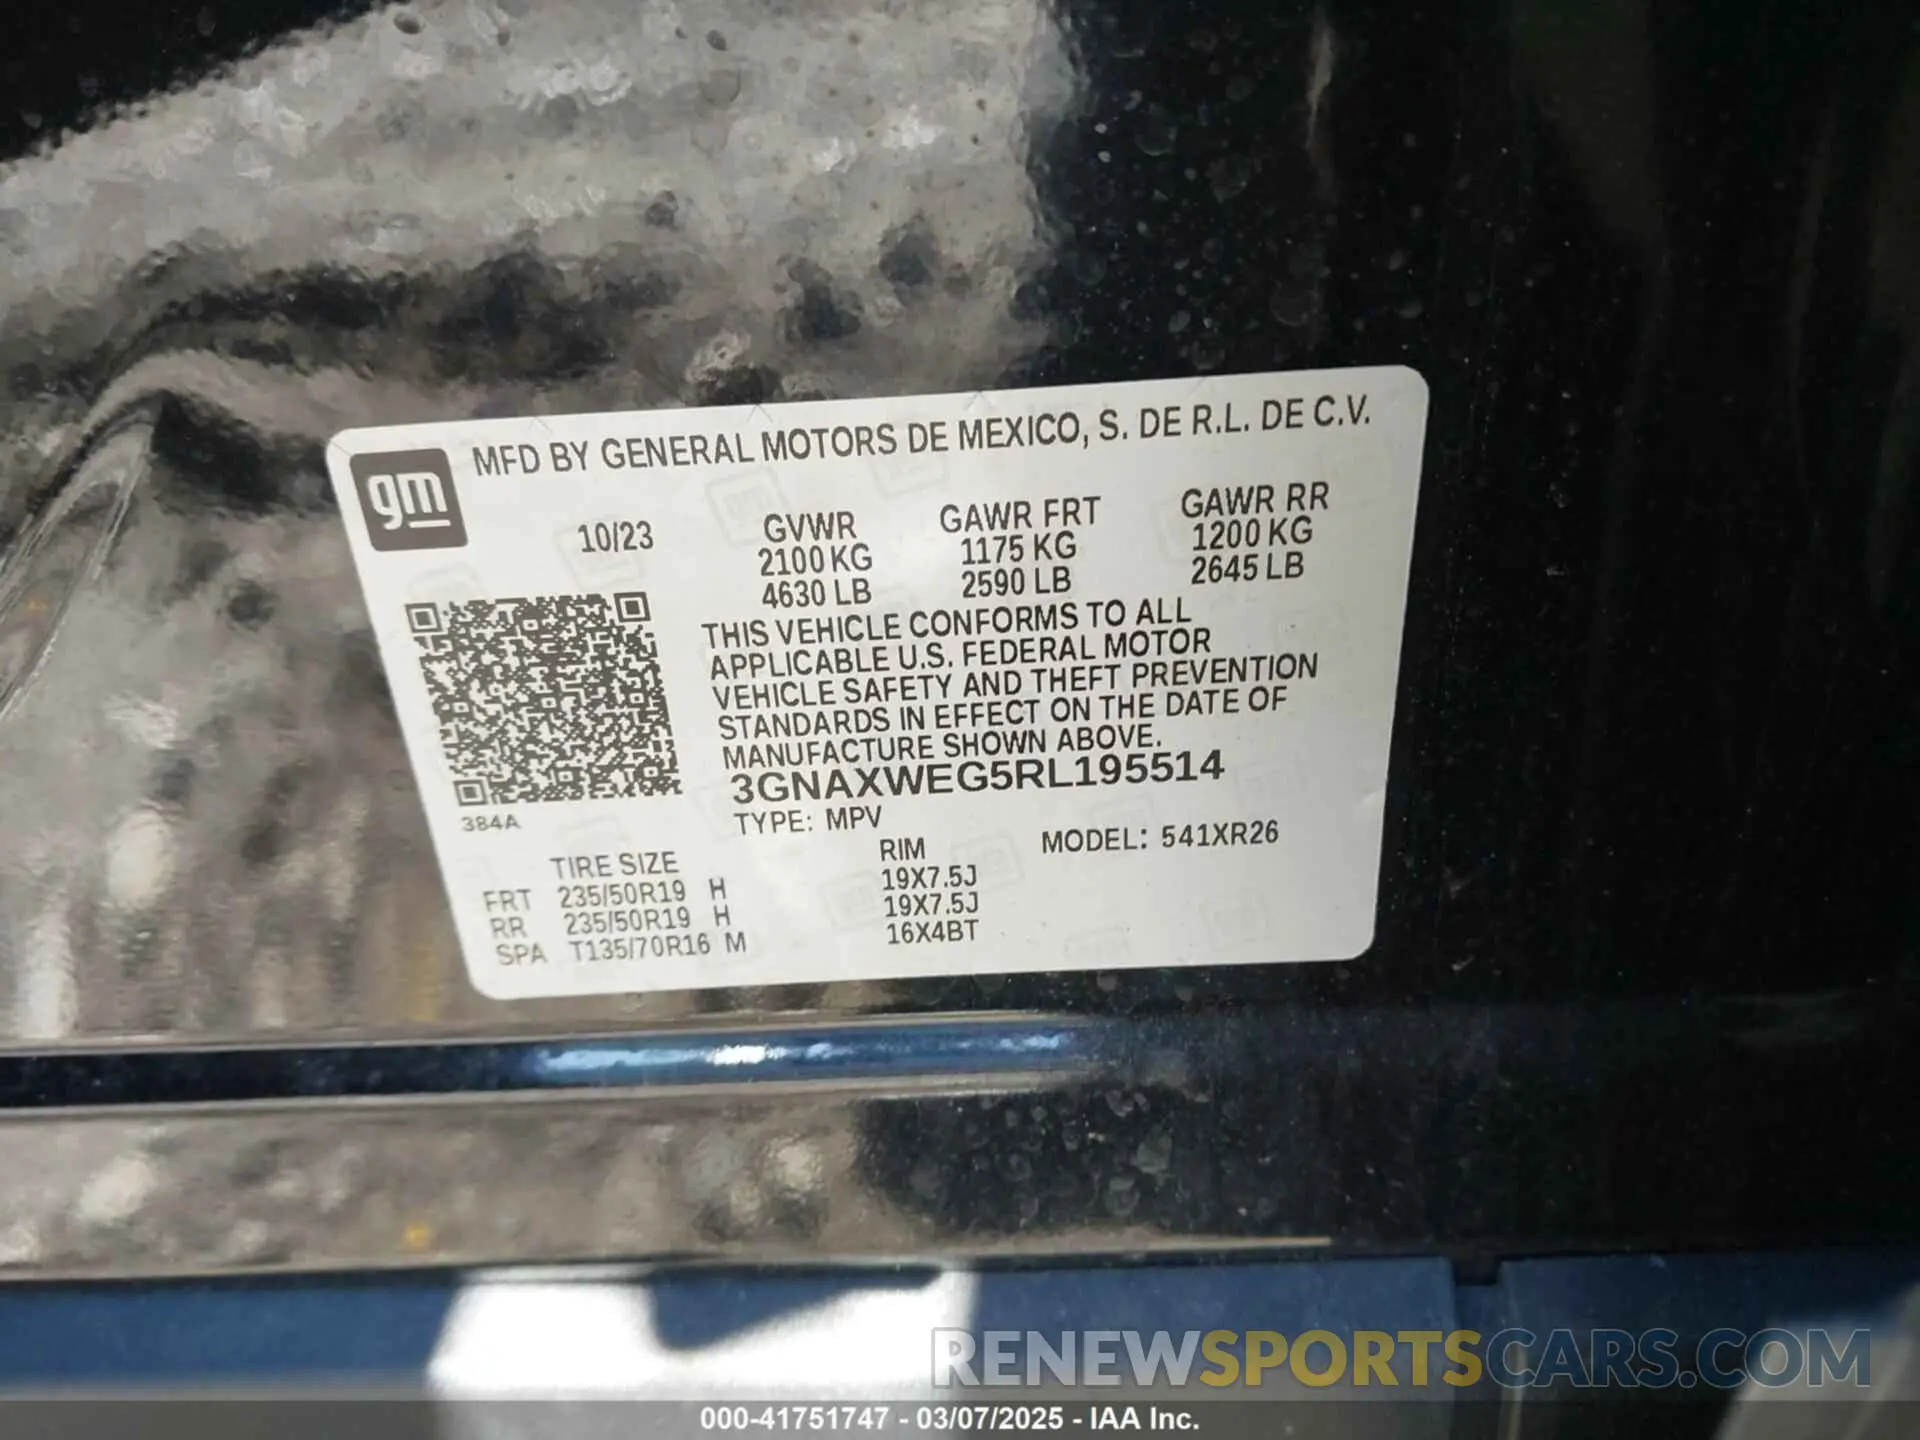 MFD BY GENERAL MOTORS DE MEXICO, S. DE R.L. DE C.V.
gm
10/23
GVWR GAWR FRT GAWR RR
2100 KG 1175 KG 1200 KG
4630 LB 2590 LB 2645 LB
THIS VEHICLE CONFORMS TO ALL
APPLICABLE U.S. FEDERAL MOTOR
VEHICLE SAFETY AND THEFT PREVENTION
STANDARDS IN EFFECT ON THE DATE OF
MANUFACTURE SHOWN ABOVE.
3GNAXWEG5RL195514
384A
TYPE: MPV
MODEL: 541XR26
TIRE SIZE RIM
FRT 235/50R19 H 19X7.5J
RR 235/50R19 H 19X7.5J
SPA T135/70R16 M 16X4BT
RENEWSPORTSCARS.COM
000-41751747 - 03/07/2025 - IAA Inc.